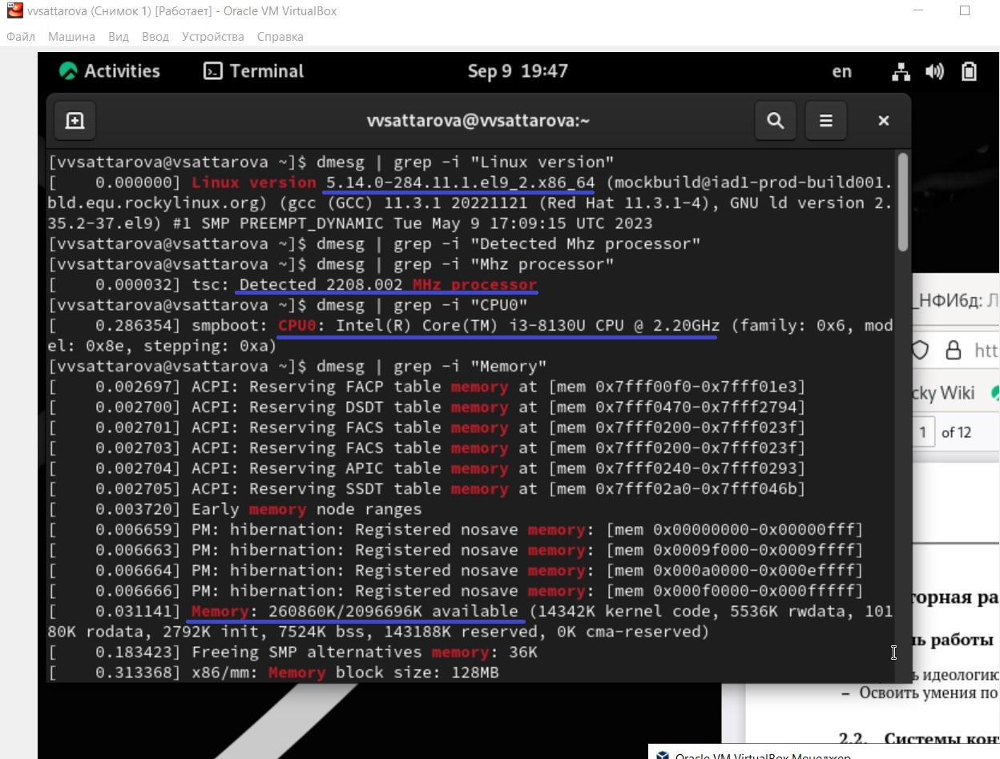 vvsattarova (Снимок 1) [Работает] - Oracle VM VirtualBox
Файл Машина Вид Ввод Устройства Справка
Activities Terminal Sep 9 19:47 en
vvsattarova@vvsattarova:~
[vvsattarova@vsattarova ~]$ dmesg | grep -i "Linux version"
[    0.000000] Linux version 5.14.0-284.11.1.el9_2.x86_64 (mockbuild@iad1-prod-build001.
bld.equ.rockylinux.org) (gcc (GCC) 11.3.1 20221121 (Red Hat 11.3.1-4), GNU ld version 2.
35.2-37.el9) #1 SMP PREEMPT_DYNAMIC Tue May 9 17:09:15 UTC 2023
[vvsattarova@vsattarova ~]$ dmesg | grep -i "Detected Mhz processor"
[vvsattarova@vsattarova ~]$ dmesg | grep -i "Mhz processor"
[    0.000032] tsc: Detected 2208.002 MHz processor
[vvsattarova@vsattarova ~]$ dmesg | grep -i "CPU0"
[    0.286354] smpboot: CPU0: Intel(R) Core(TM) i3-8130U CPU @ 2.20GHz (family: 0x6, mod
el: 0x8e, stepping: 0xa)
[vvsattarova@vsattarova ~]$ dmesg | grep -i "Memory"
[    0.002697] ACPI: Reserving FACP table memory at [mem 0x7fff00f0-0x7fff01e3]
[    0.002700] ACPI: Reserving DSDT table memory at [mem 0x7fff0470-0x7fff2794]
[    0.002701] ACPI: Reserving FACS table memory at [mem 0x7fff0200-0x7fff023f]
[    0.002703] ACPI: Reserving FACS table memory at [mem 0x7fff0200-0x7fff023f]
[    0.002704] ACPI: Reserving APIC table memory at [mem 0x7fff0240-0x7fff0293]
[    0.002705] ACPI: Reserving SSDT table memory at [mem 0x7fff02a0-0x7fff046b]
[    0.003720] Early memory node ranges
[    0.006659] PM: hibernation: Registered nosave memory: [mem 0x00000000-0x00000fff]
[    0.006663] PM: hibernation: Registered nosave memory: [mem 0x0009f000-0x0009ffff]
[    0.006664] PM: hibernation: Registered nosave memory: [mem 0x000a0000-0x000effff]
[    0.006666] PM: hibernation: Registered nosave memory: [mem 0x000f0000-0x000fffff]
[    0.031141] Memory: 260860K/2096696K available (14342K kernel code, 5536K rwdata, 101
80K rodata, 2792K init, 7524K bss, 143188K reserved, 0K cma-reserved)
[    0.183423] Freeing SMP alternatives memory: 36K
[    0.313368] x86/mm: Memory block size: 128MB
_НФИбд: Л
htt
cky Wiki
1 of 12
торная ра
ль работы
ь идеологию
– Освоить умения по
2.2. Системы кон
Oracle VM VirtualBox Менеджер